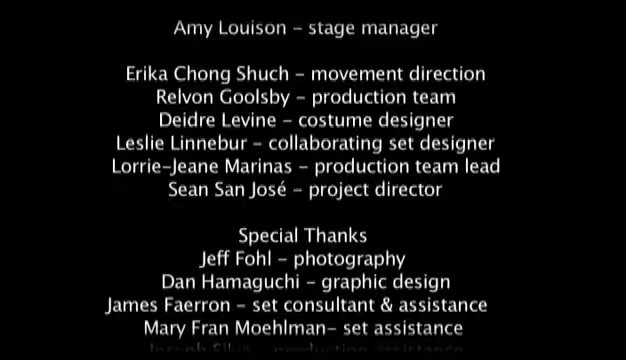 Amy Louison - stage manager
Erika Chong Shuch - movement direction
Relvon Goolsby - production team
Deidre Levine - costume designer
Leslie Linnebur - collaborating set designer
Lorrie-Jeane Marinas - production team lead
Sean San José - project director
Special Thanks
Jeff Fohl - photography
Dan Hamaguchi - graphic design
James Faerron - set consultant & assistance
Mary Fran Moehlman- set assistance